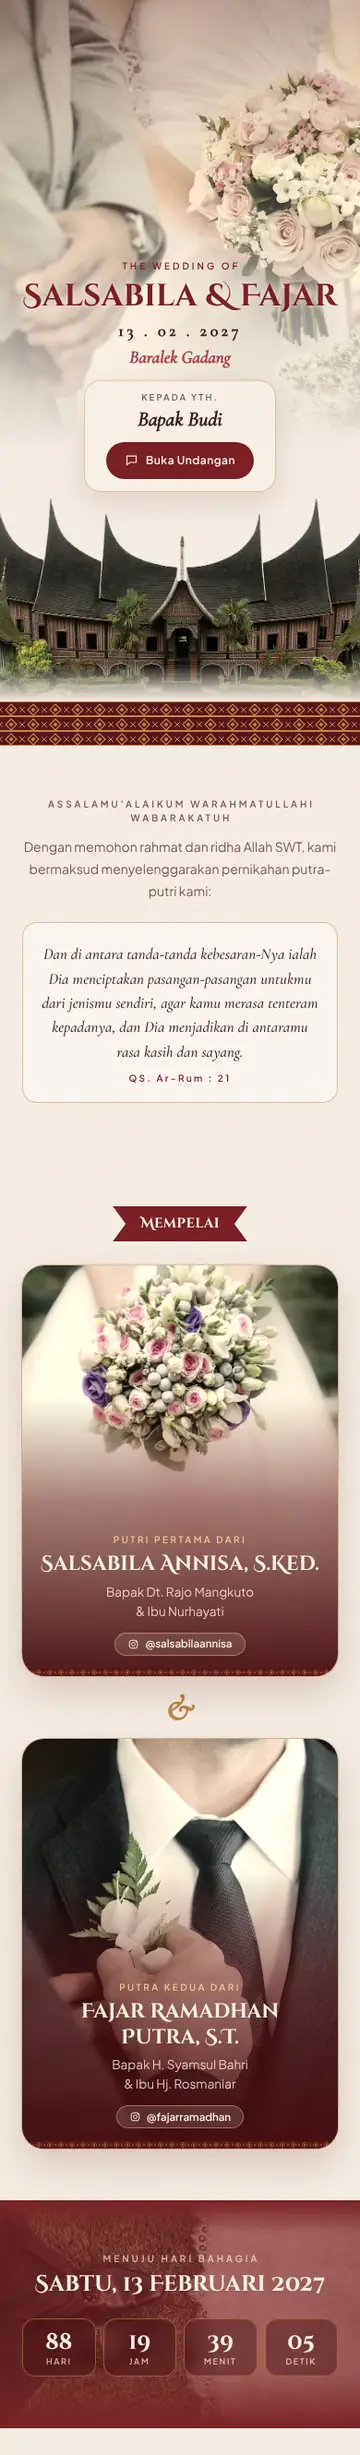 THE WEDDING OF
SALSABILA & FAJAR
13 . 02 . 2027
Baralek Gadang
KEPADA YTH.
Bapak Budi
Buka Undangan
ASSALAMU'ALAIKUM WARAHMATULLAHI
WABARAKATUH
Dengan memohon rahmat dan ridha Allah SWT, kami
bermaksud menyelenggarakan pernikahan putra-
putri kami:
Dan di antara tanda-tanda kebesaran-Nya ialah
Dia menciptakan pasangan-pasangan untukmu
dari jenismu sendiri, agar kamu merasa tenteram
kepadanya, dan Dia menjadikan di antaramu
rasa kasih dan sayang.
QS. Ar-Rum : 21
MEMPELAI
PUTRI PERTAMA DARI
SALSABILA ANNISA, S.KED.
Bapak Dt. Rajo Mangkuto
& Ibu Nurhayati
@salsabilaannisa
&
PUTRA KEDUA DARI
FAJAR RAMADHAN
PUTRA, S.T.
Bapak H. Syamsul Bahri
& Ibu Hj. Rosmaniar
@fajarramadhan
MENUJU HARI BAHAGIA
SABTU, 13 FEBRUARI 2027
88 19 39 05
HARI JAM MENIT DETIK